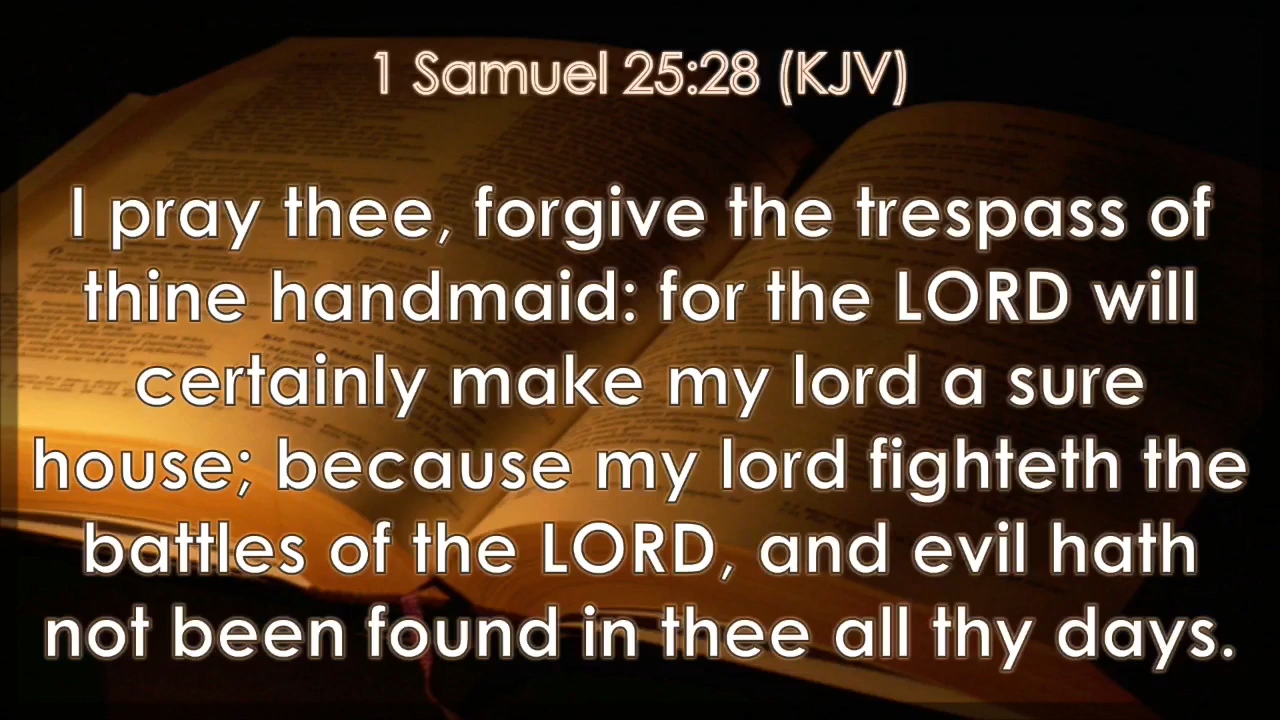 1 Samuel 25:28 (KJV)
I pray thee, forgive the trespass of
thine handmaid: for the LORD will
certainly make my lord a sure
house; because my lord fighteth the
battles of the LORD, and evil hath
not been found in thee all thy days.